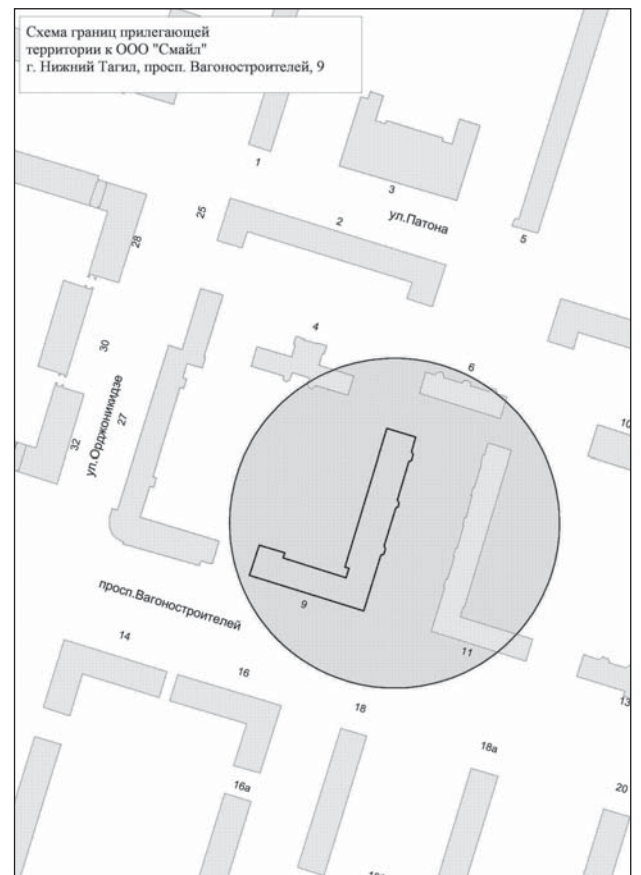 Схема границ прилегающей
территории к ООО "Смайл"
г. Нижний Тагил, просп. Вагоностроителей, 9
1
3
ул.Патона
25
2
5
28
4
30
6
ул.Орджоникидзе
27
32
10
просп.Вагоностроителей
9
11
14
16
13
18
18а
16а
20